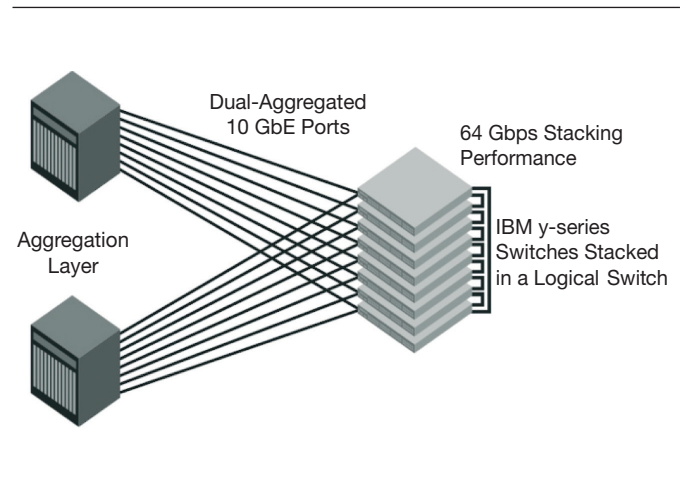 Dual-Aggregated
10 GbE Ports
64 Gbps Stacking
Performance
Aggregation
Layer
IBM y-series
Switches Stacked
in a Logical Switch